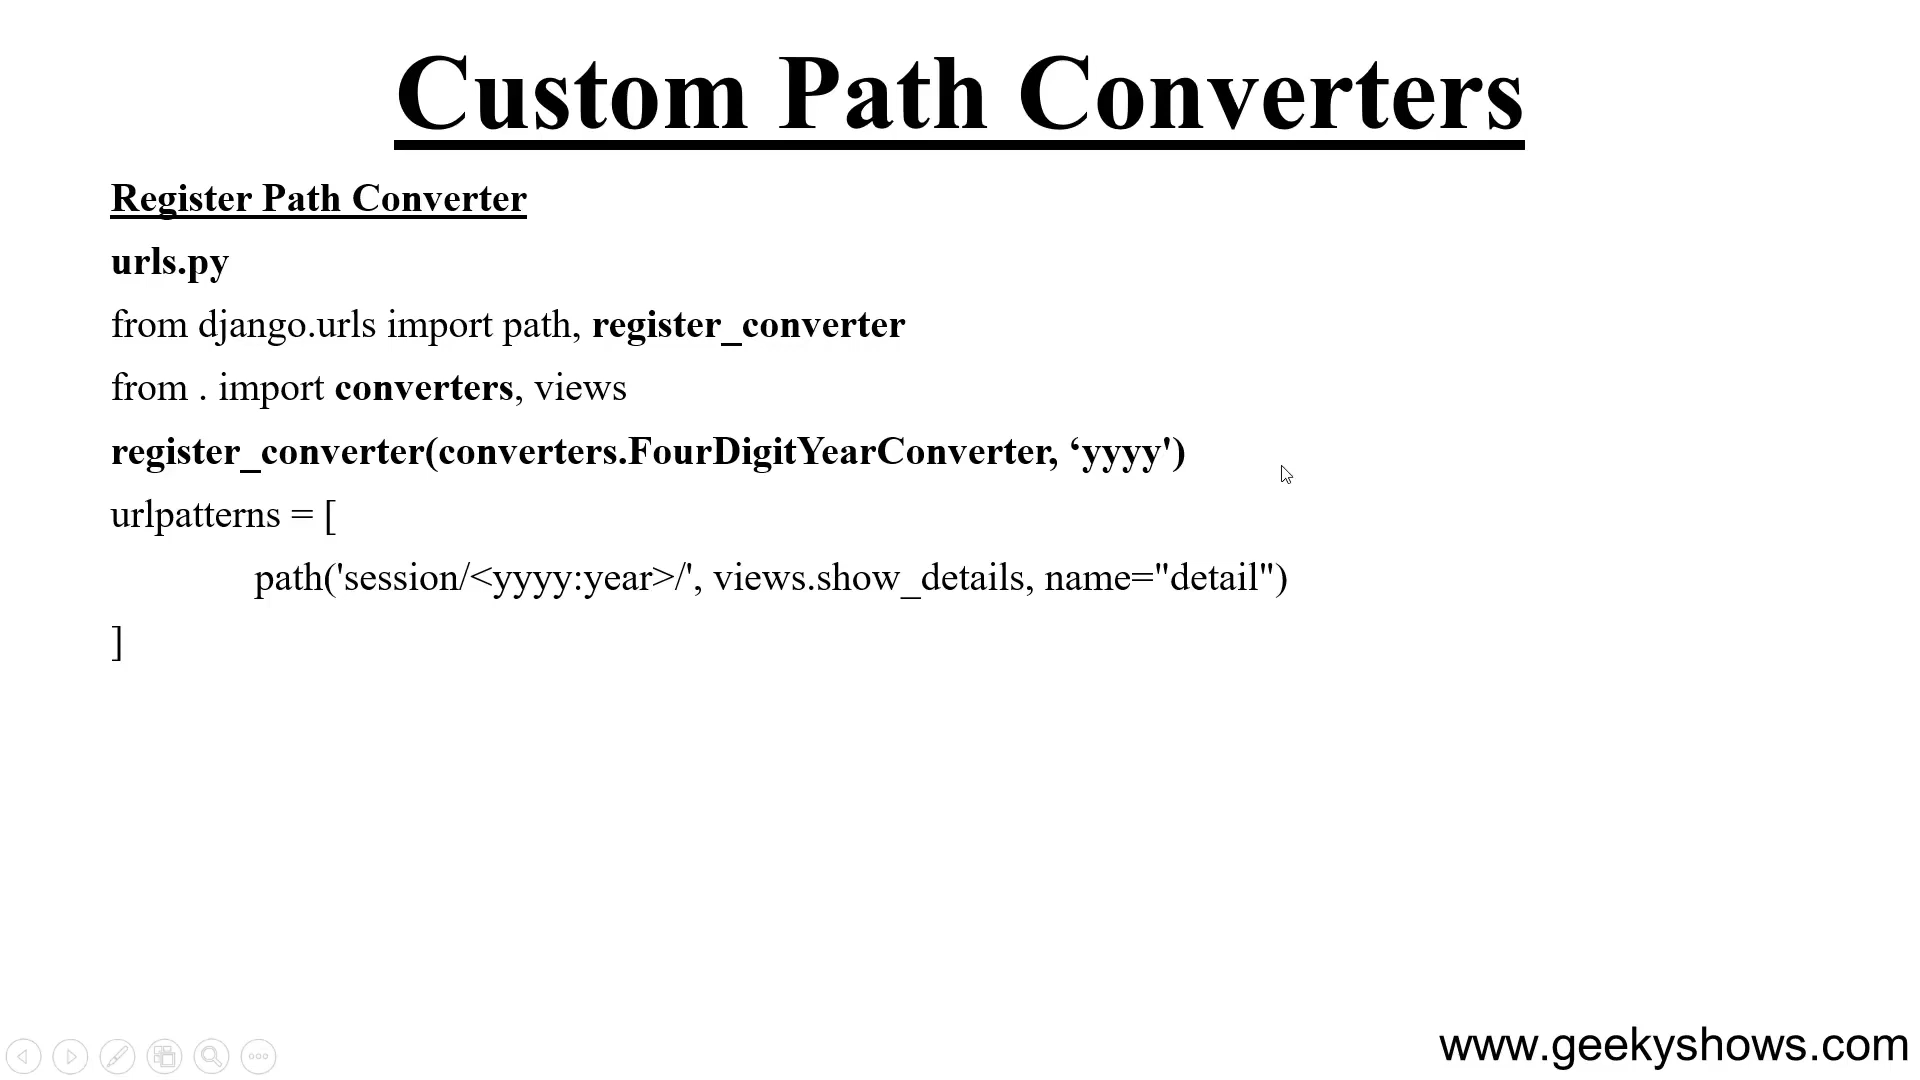 Custom Path Converters
Register Path Converter
urls.py
from django.urls import path, register_converter
from . import converters, views
register_converter(converters.FourDigitYearConverter, ‘yyyy')
urlpatterns = [
path('session/<yyyy:year>/', views.show_details, name="detail")
]
www.geekyshows.com